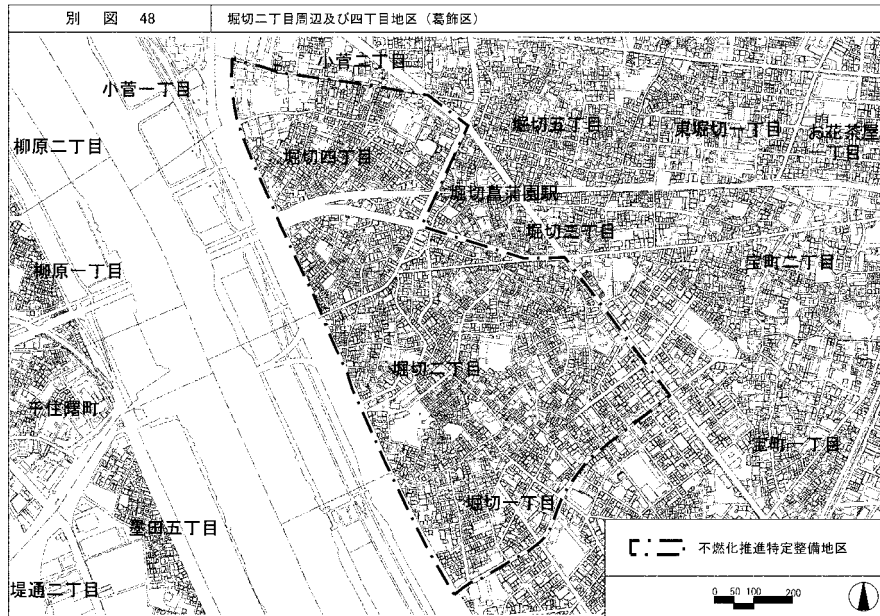 別 図 48
堀切二丁目周辺及び四丁目地区（葛飾区）
小菅二丁目
小菅一丁目
堀切五丁目
東堀切一丁目
お花茶屋
一丁目
柳原二丁目
堀切四丁目
堀切菖蒲園駅
堀切三丁目
柳原一丁目
宝町二丁目
堀切二丁目
千住曙町
宝町一丁目
堀切一丁目
墨田五丁目
不燃化推進特定整備地区
堤通二丁目
0 50 100 200